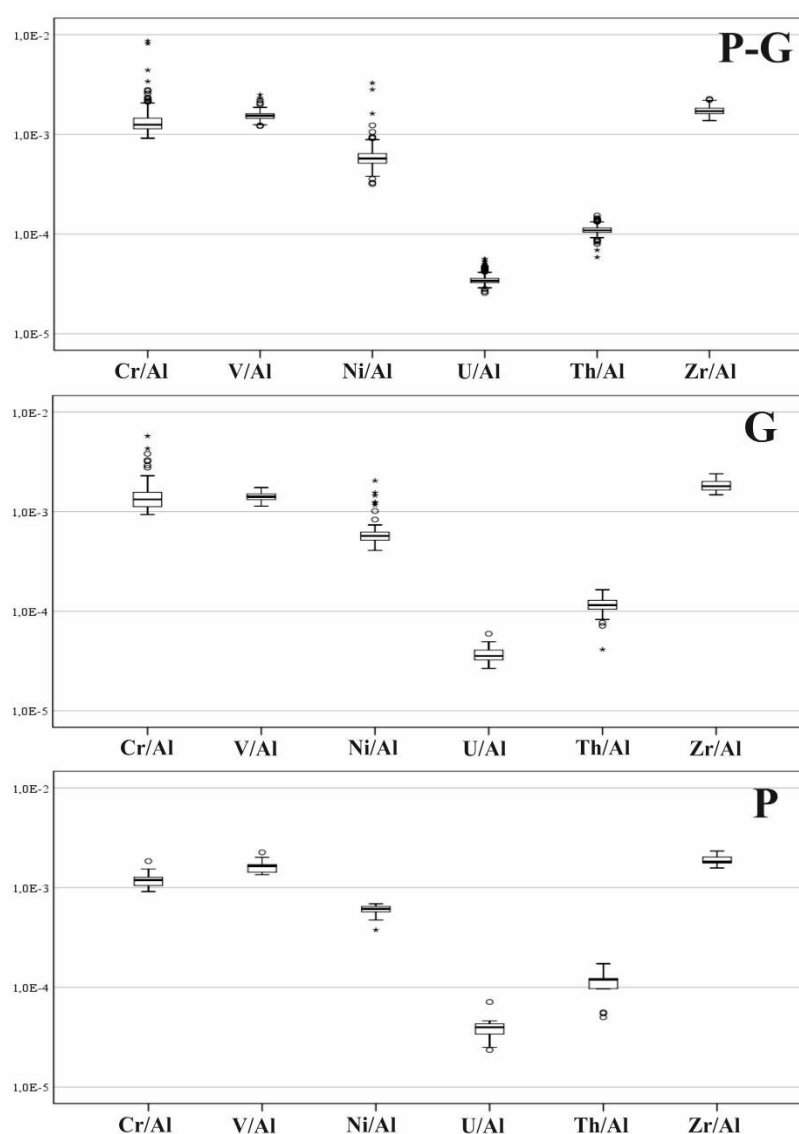 P-G
1,0E-2
1,0E-3
1,0E-4
1,0E-5
Cr/Al V/Al Ni/Al U/Al Th/Al Zr/Al
G
1,0E-2
1,0E-3
1,0E-4
1,0E-5
Cr/Al V/Al Ni/Al U/Al Th/Al Zr/Al
P
1,0E-2
1,0E-3
1,0E-4
1,0E-5
Cr/Al V/Al Ni/Al U/Al Th/Al Zr/Al